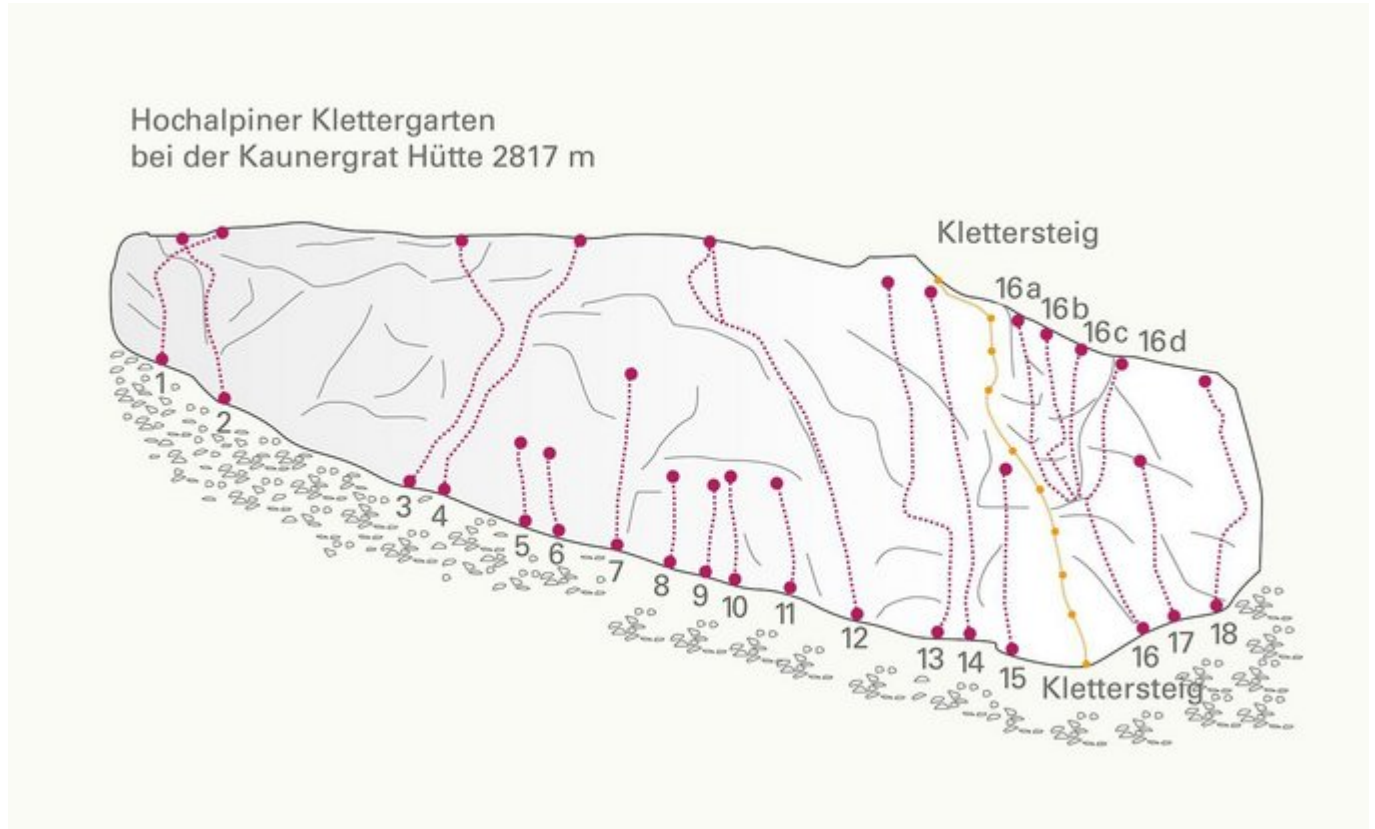 Hochalpiner Klettergarten
bei der Kaunergrat Hütte 2817 m
Klettersteig
16a
16b
16c
16d
1
2
3
4
5
6
7
8
9
10
11
12
13
14
15
16
17
18
Klettersteig